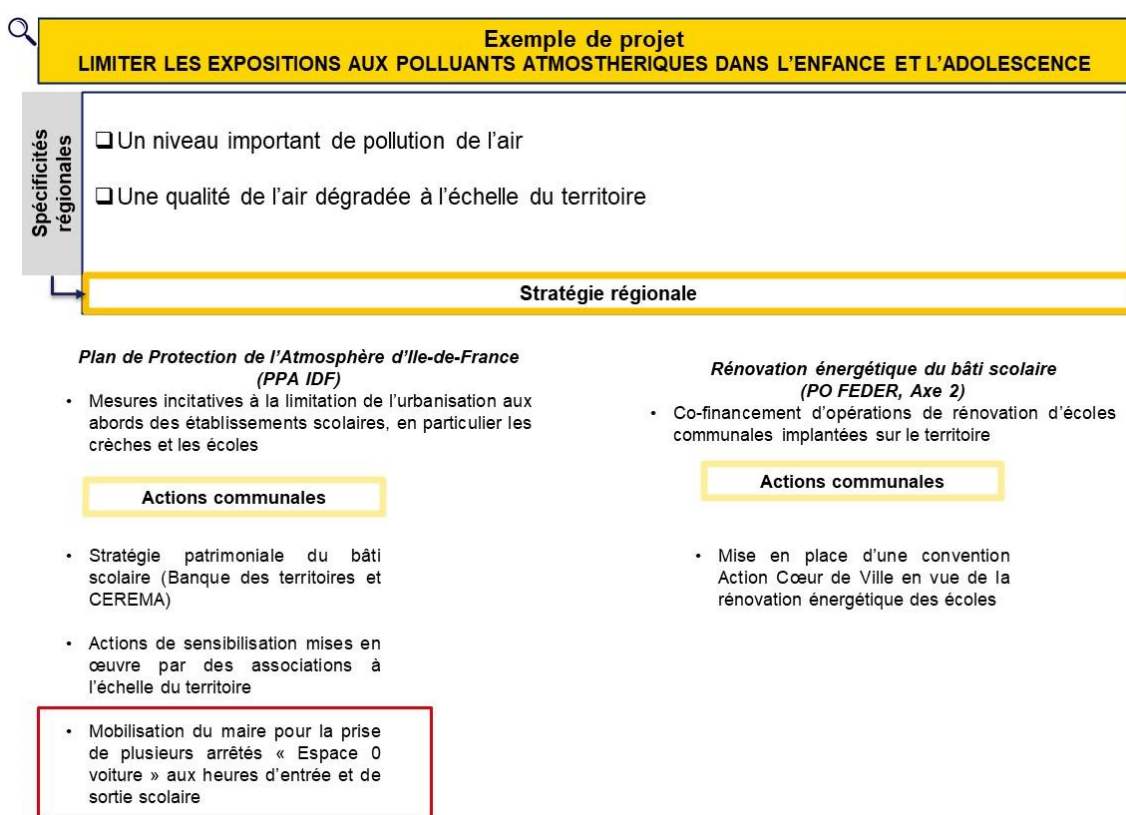 Exemple de projet
LIMITER LES EXPOSITIONS AUX POLLUANTS ATMOSTHERIQUES DANS L'ENFANCE ET L'ADOLESCENCE
Spécificités
régionales
❑Un niveau important de pollution de l'air
❑Une qualité de l'air dégradée à l'échelle du territoire
Stratégie régionale
Plan de Protection de l'Atmosphère d'Ile-de-France
(PPA IDF)
• Mesures incitatives à la limitation de l'urbanisation aux
abords des établissements scolaires, en particulier les
crèches et les écoles
Actions communales
• Stratégie patrimoniale du bâti
scolaire (Banque des territoires et
CEREMA)
• Actions de sensibilisation mises en
œuvre par des associations à
l'échelle du territoire
• Mobilisation du maire pour la prise
de plusieurs arrêtés « Espace 0
voiture » aux heures d'entrée et de
sortie scolaire
Rénovation énergétique du bâti scolaire
(PO FEDER, Axe 2)
• Co-financement d'opérations de rénovation d'écoles
communales implantées sur le territoire
Actions communales
• Mise en place d'une convention
Action Cœur de Ville en vue de la
rénovation énergétique des écoles